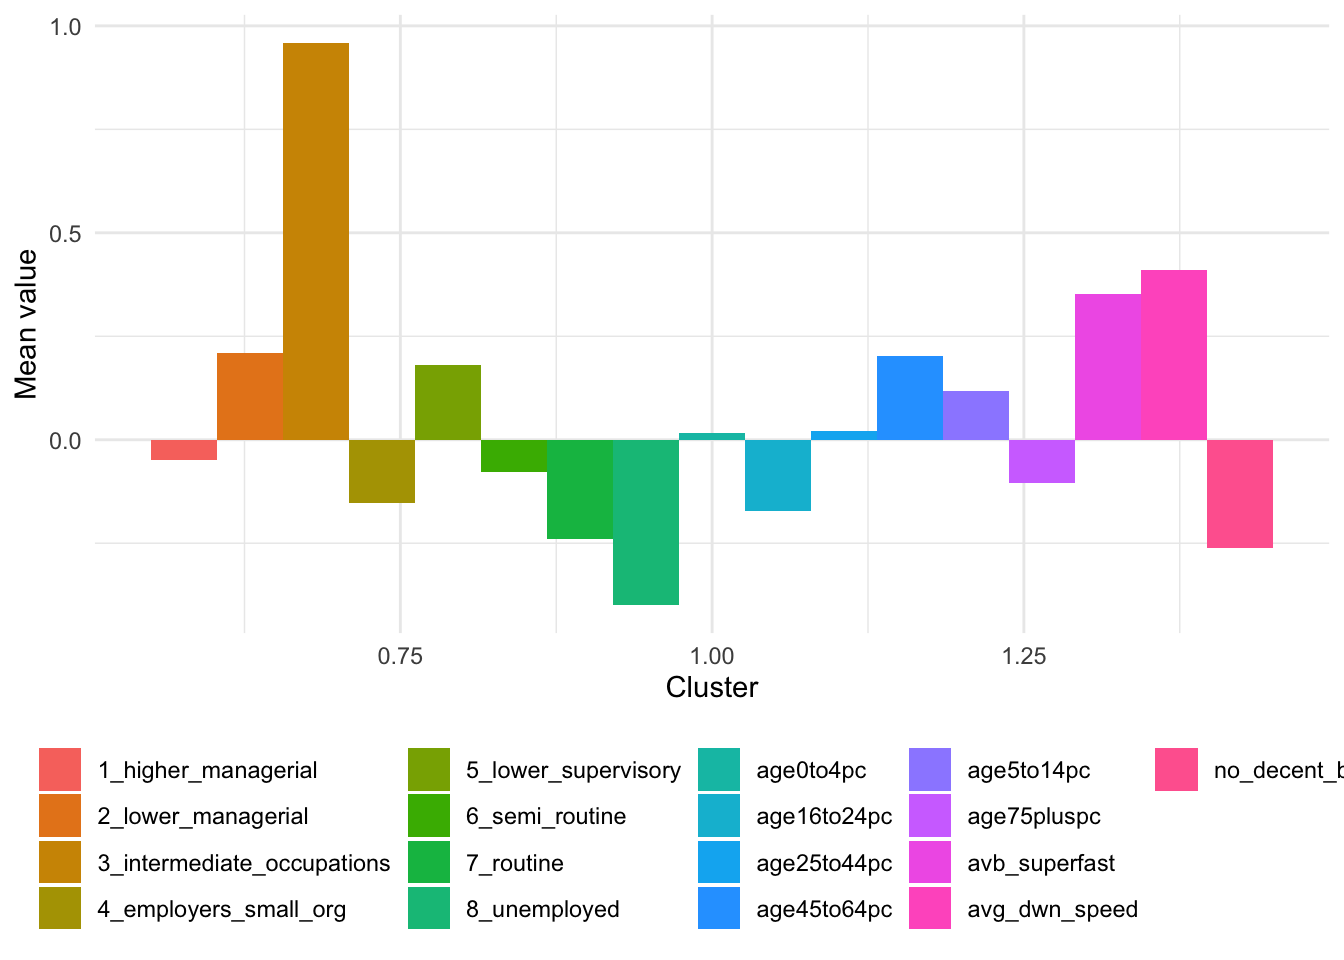 1.0
0.5
0.0
Mean value
0.75 1.00 1.25
Cluster
1_higher_managerial 5_lower_supervisory age0to4pc age5to14pc no_decent_b
2_lower_managerial 6_semi_routine age16to24pc age75pluspc
3_intermediate_occupations 7_routine age25to44pc avb_superfast
4_employers_small_org 8_unemployed age45to64pc avg_dwn_speed